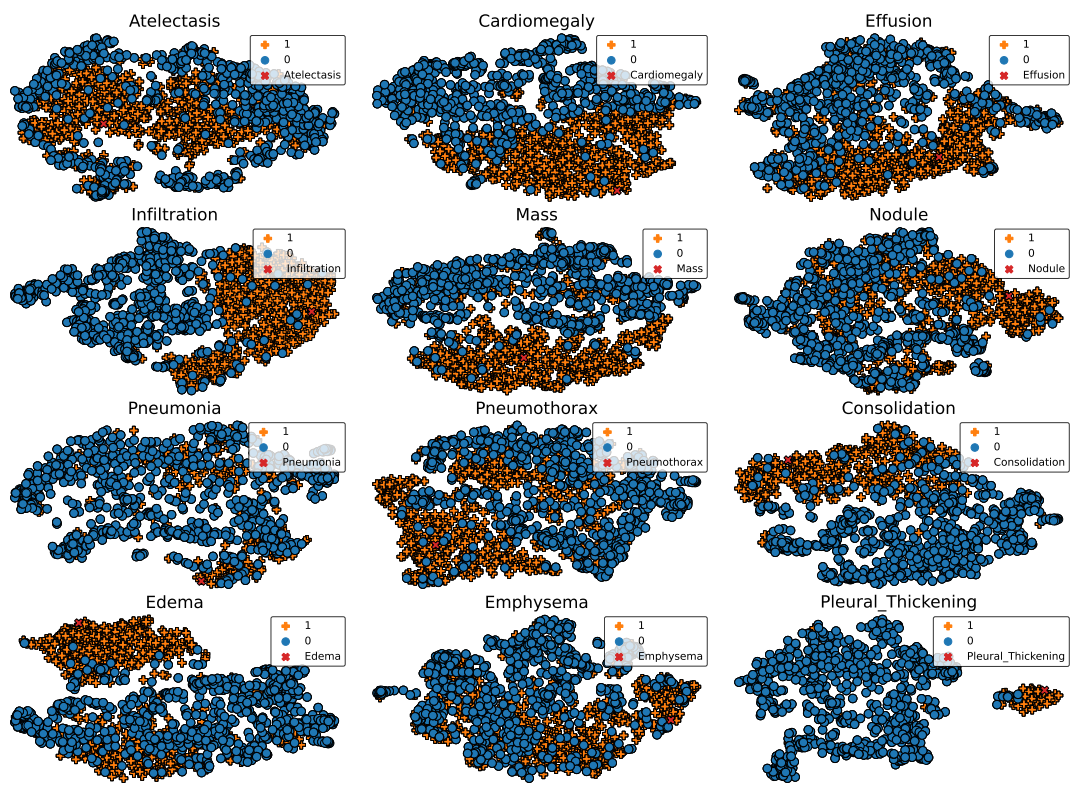 Atelectasis
1
0
Atelectasis
Cardiomegaly
1
0
Cardiomegaly
Effusion
1
0
Effusion
Infiltration
1
0
Infiltration
Mass
1
0
Mass
Nodule
1
0
Nodule
Pneumonia
1
0
Pneumonia
Pneumothorax
1
0
Pneumothorax
Consolidation
1
0
Consolidation
Edema
1
0
Edema
Emphysema
1
0
Emphysema
Pleural_Thickening
1
0
Pleural_Thickening